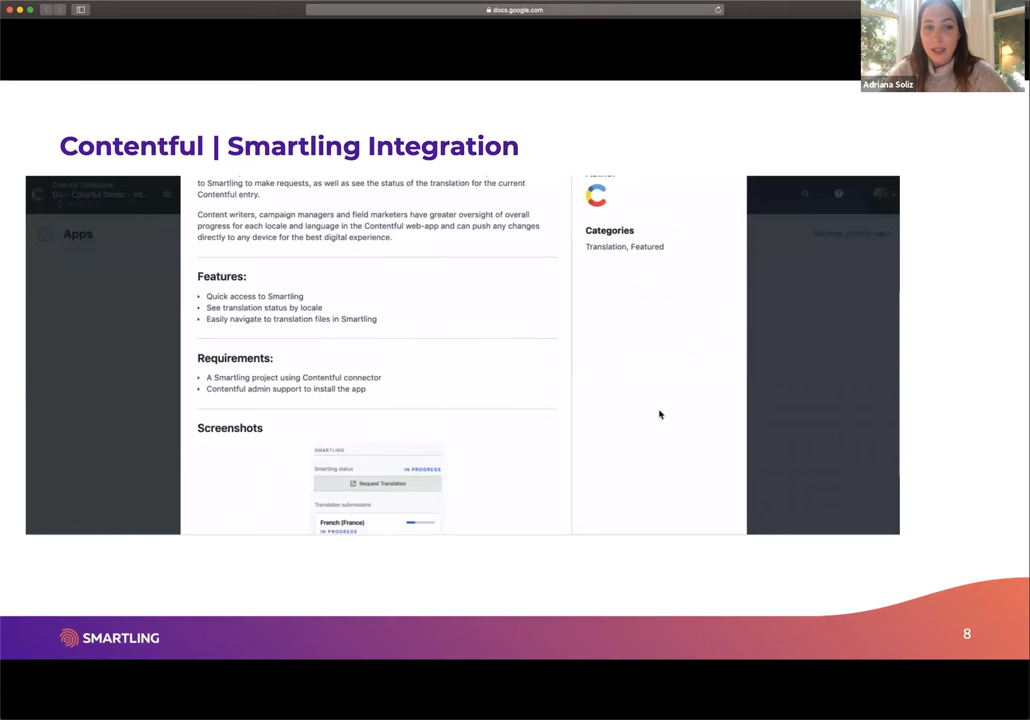 docs.google.com
Adriana Soliz
Contentful | Smartling Integration
to Smartling to make requests, as well as see the status of the translation for the current
Contentful entry.
Content writers, campaign managers and field marketers have greater oversight of overall
progress for each locale and language in the Contentful web-app and can push any changes
directly to any device for the best digital experience.
Features:
• Quick access to Smartling
• See translation status by locale
• Easily navigate to translation files in Smartling
Requirements:
• A Smartling project using Contentful connector
• Contentful admin support to install the app
Screenshots
SMARTLING
Smartling status IN PROGRESS
Request Translation
Translation submissions
French (France)
IN PROGRESS
Categories
Translation, Featured
Apps
SMARTLING
8